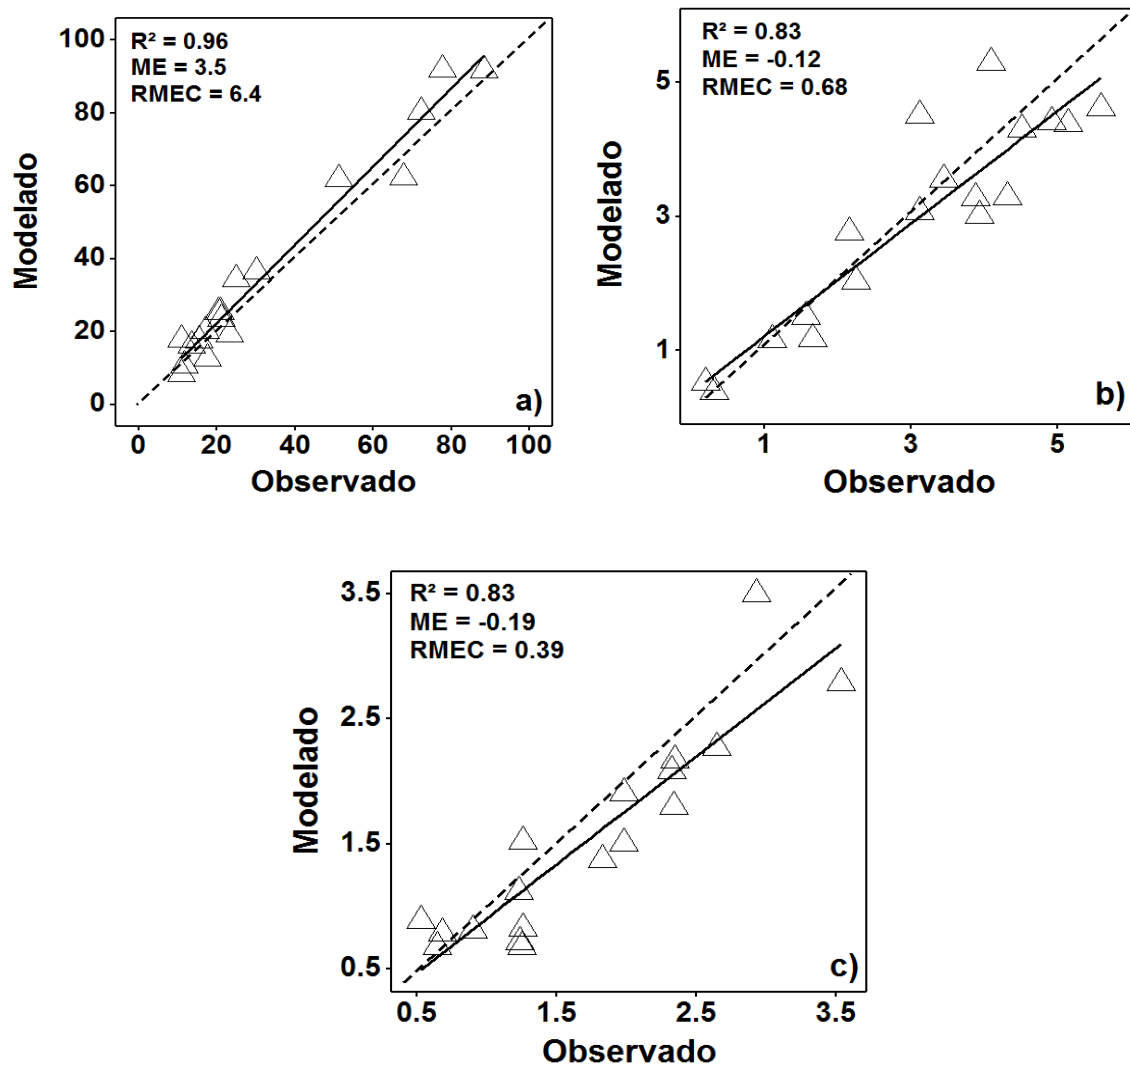 R² = 0.96
ME = 3.5
RMEC = 6.4
100
80
60
40
20
0
Modelado
a)
0 20 40 60 80 100
Observado
R² = 0.83
ME = -0.12
RMEC = 0.68
5
3
1
Modelado
b)
1 3 5
Observado
R² = 0.83
ME = -0.19
RMEC = 0.39
3.5
2.5
1.5
0.5
Modelado
c)
0.5 1.5 2.5 3.5
Observado